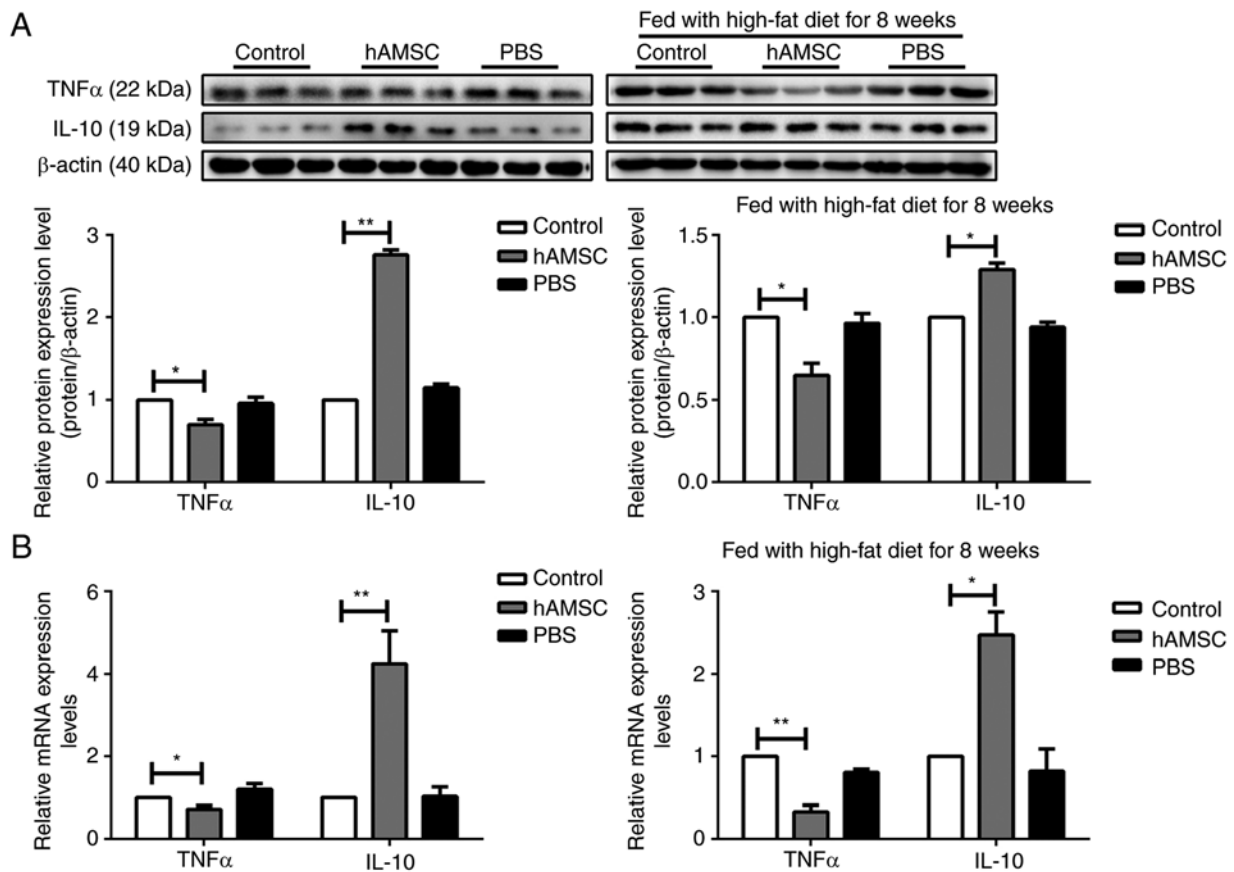 A
Fed with high-fat diet for 8 weeks
Control hAMSC PBS Control hAMSC PBS
TNFα (22 kDa)
IL-10 (19 kDa)
β-actin (40 kDa)
Relative protein expression level
(protein/β-actin)
3
2
1
0
*
**
TNFα IL-10
Control
hAMSC
PBS
Fed with high-fat diet for 8 weeks
Relative protein expression level
(protein/β-actin)
1.5
1.0
0.5
0.0
*
*
TNFα IL-10
Control
hAMSC
PBS
B
Relative mRNA expression
levels
6
4
2
0
*
**
TNFα IL-10
Control
hAMSC
PBS
Fed with high-fat diet for 8 weeks
Relative mRNA expression
levels
3
2
1
0
**
*
TNFα IL-10
Control
hAMSC
PBS